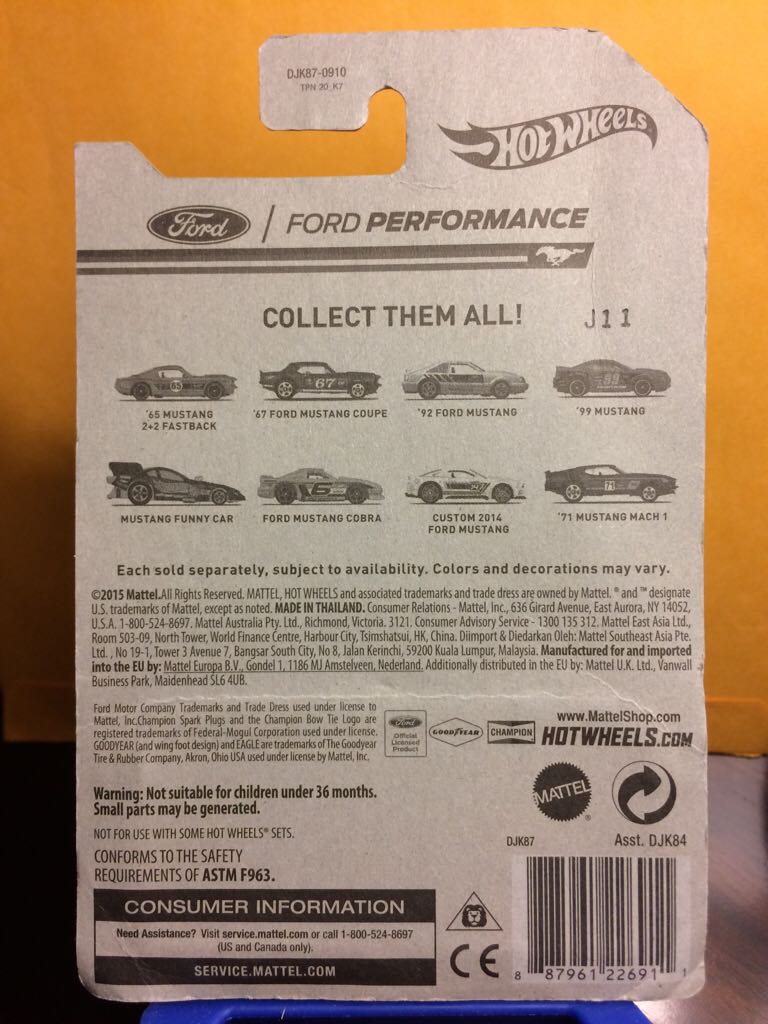 DJK87-0910
TPN 20_K7
HOT WHEELS
Ford / FORD PERFORMANCE
COLLECT THEM ALL!
J11
65
67
99
'65 MUSTANG
2+2 FASTBACK
'67 FORD MUSTANG COUPE
'92 FORD MUSTANG
'99 MUSTANG
6
71
MUSTANG FUNNY CAR
FORD MUSTANG COBRA
CUSTOM 2014
FORD MUSTANG
'71 MUSTANG MACH 1
Each sold separately, subject to availability. Colors and decorations may vary.
©2015 Mattel.All Rights Reserved. MATTEL, HOT WHEELS and associated trademarks and trade dress are owned by Mattel. ® and ™ designate
U.S. trademarks of Mattel, except as noted. MADE IN THAILAND. Consumer Relations - Mattel, Inc., 636 Girard Avenue, East Aurora, NY 14052,
U.S.A. 1-800-524-8697. Mattel Australia Pty. Ltd., Richmond, Victoria. 3121. Consumer Advisory Service - 1300 135 312. Mattel East Asia Ltd.,
Room 503-09, North Tower, World Finance Centre, Harbour City, Tsimshatsui, HK, China. Diimport & Diedarkan Oleh: Mattel Southeast Asia Pte.
Ltd. , No 19-1, Tower 3 Avenue 7, Bangsar South City, No 8, Jalan Kerinchi, 59200 Kuala Lumpur, Malaysia. Manufactured for and imported
into the EU by: Mattel Europa B.V., Gondel 1, 1186 MJ Amstelveen, Nederland. Additionally distributed in the EU by: Mattel U.K. Ltd., Vanwall
Business Park, Maidenhead SL6 4UB.
Ford Motor Company Trademarks and Trade Dress used under license to
Mattel, Inc.Champion Spark Plugs and the Champion Bow Tie Logo are
registered trademarks of Federal-Mogul Corporation used under license.
GOODYEAR (and wing foot design) and EAGLE are trademarks of The Goodyear
Tire & Rubber Company, Akron, Ohio USA used under license by Mattel, Inc.
Ford
Official
Licensed
Product
GOODYEAR
CHAMPION
www.MattelShop.com
HOTWHEELS.COM
Warning: Not suitable for children under 36 months.
Small parts may be generated.
NOT FOR USE WITH SOME HOT WHEELS® SETS.
CONFORMS TO THE SAFETY
REQUIREMENTS OF ASTM F963.
MATTEL ®
DJK87
Asst. DJK84
CONSUMER INFORMATION
Need Assistance? Visit service.mattel.com or call 1-800-524-8697
(US and Canada only).
SERVICE.MATTEL.COM
CE
8 87961 22691 1